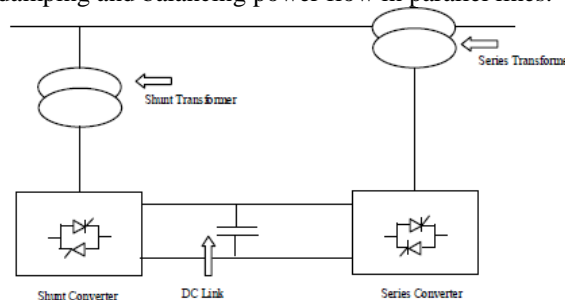 damping and balancing power flow in parallel lines.
Series Transforme
Shunt Transformer
Shunt Converter
DC Link
Series Converter